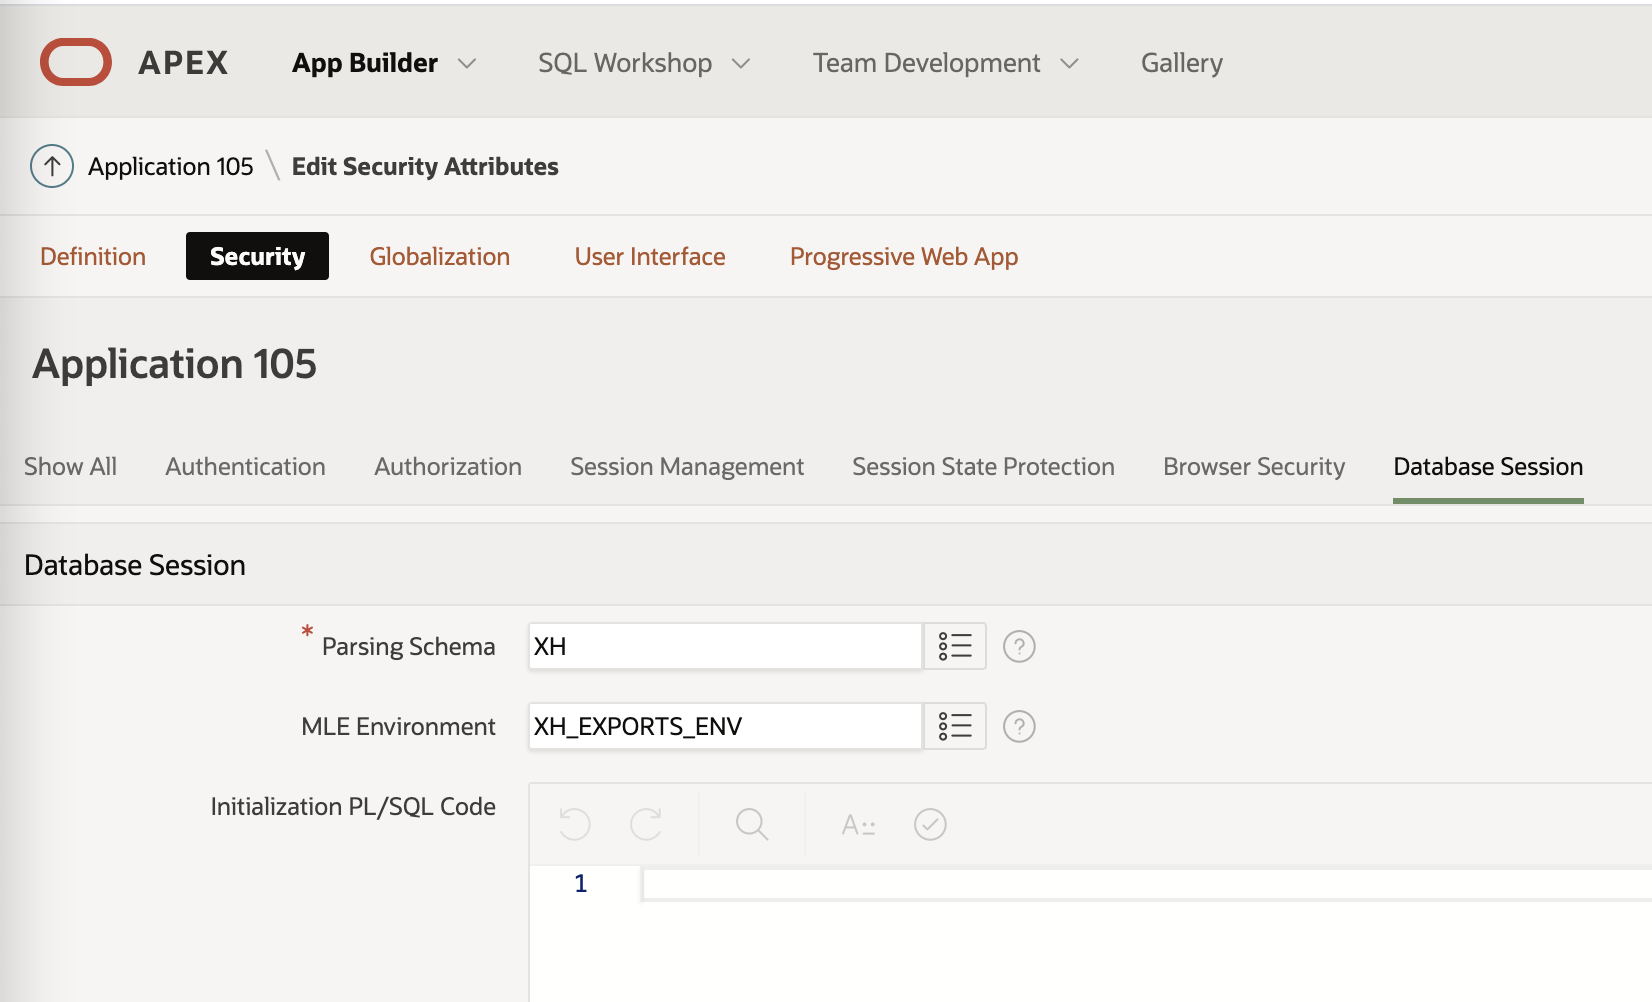 APEX App Builder SQL Workshop Team Development Gallery
Application 105 \ Edit Security Attributes
Definition Security Globalization User Interface Progressive Web App
Application 105
Show All Authentication Authorization Session Management Session State Protection Browser Security Database Session
Database Session
* Parsing Schema XH ?
MLE Environment XH_EXPORTS_ENV ?
Initialization PL/SQL Code
A::
1